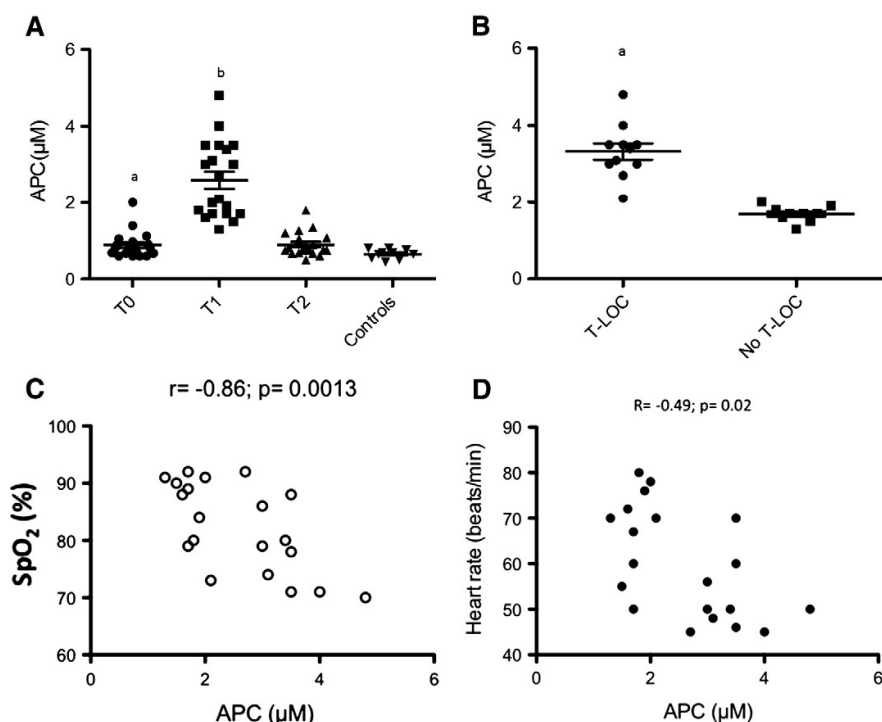 A
B
6
4
2
0
APC(µM)
a
b
T0
T1
T2
Controls
6
4
2
0
APC (µM)
a
T-LOC
No T-LOC
C
r= -0.86; p= 0.0013
100
90
80
70
60
SpO₂ (%)
0
2
4
6
APC (µM)
D
R= -0.49; p= 0.02
90
80
70
60
50
40
Heart rate (beats/min)
0
2
4
6
APC (µM)